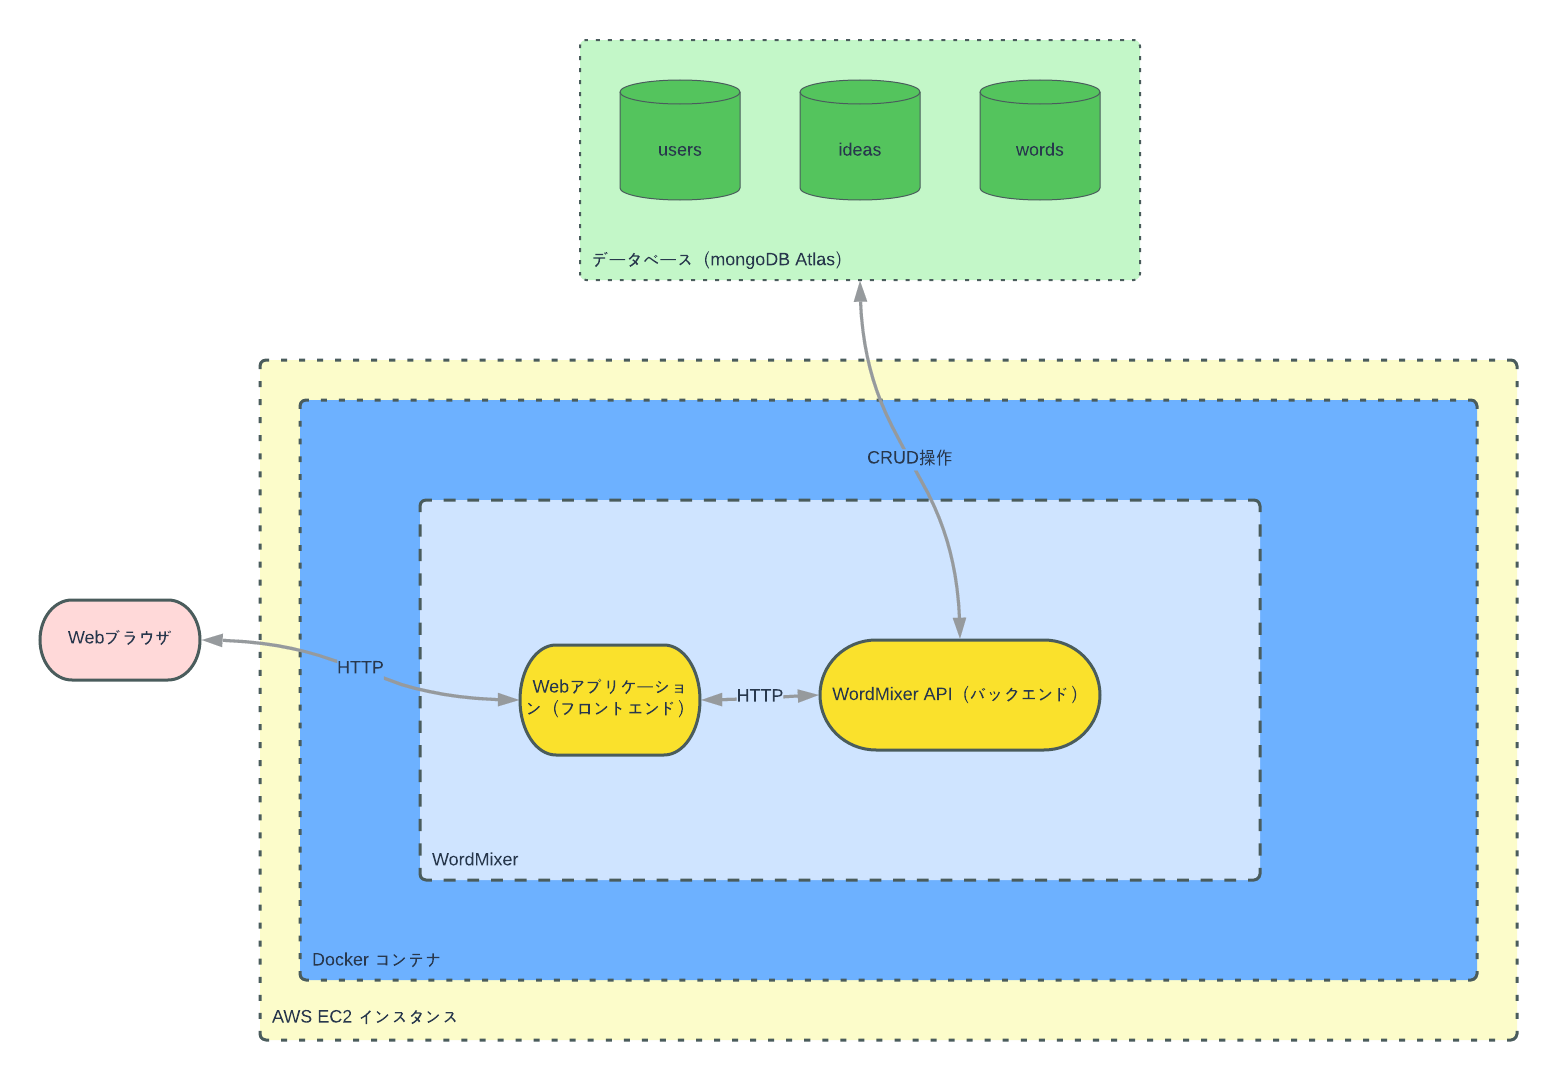 users
ideas
words
データベース（mongoDB Atlas）
CRUD操作
Webブラウザ
HTTP
Webアプリケーショ
ン（フロントエンド）
HTTP
WordMixer API（バックエンド）
WordMixer
Docker コンテナ
AWS EC2 インスタンス